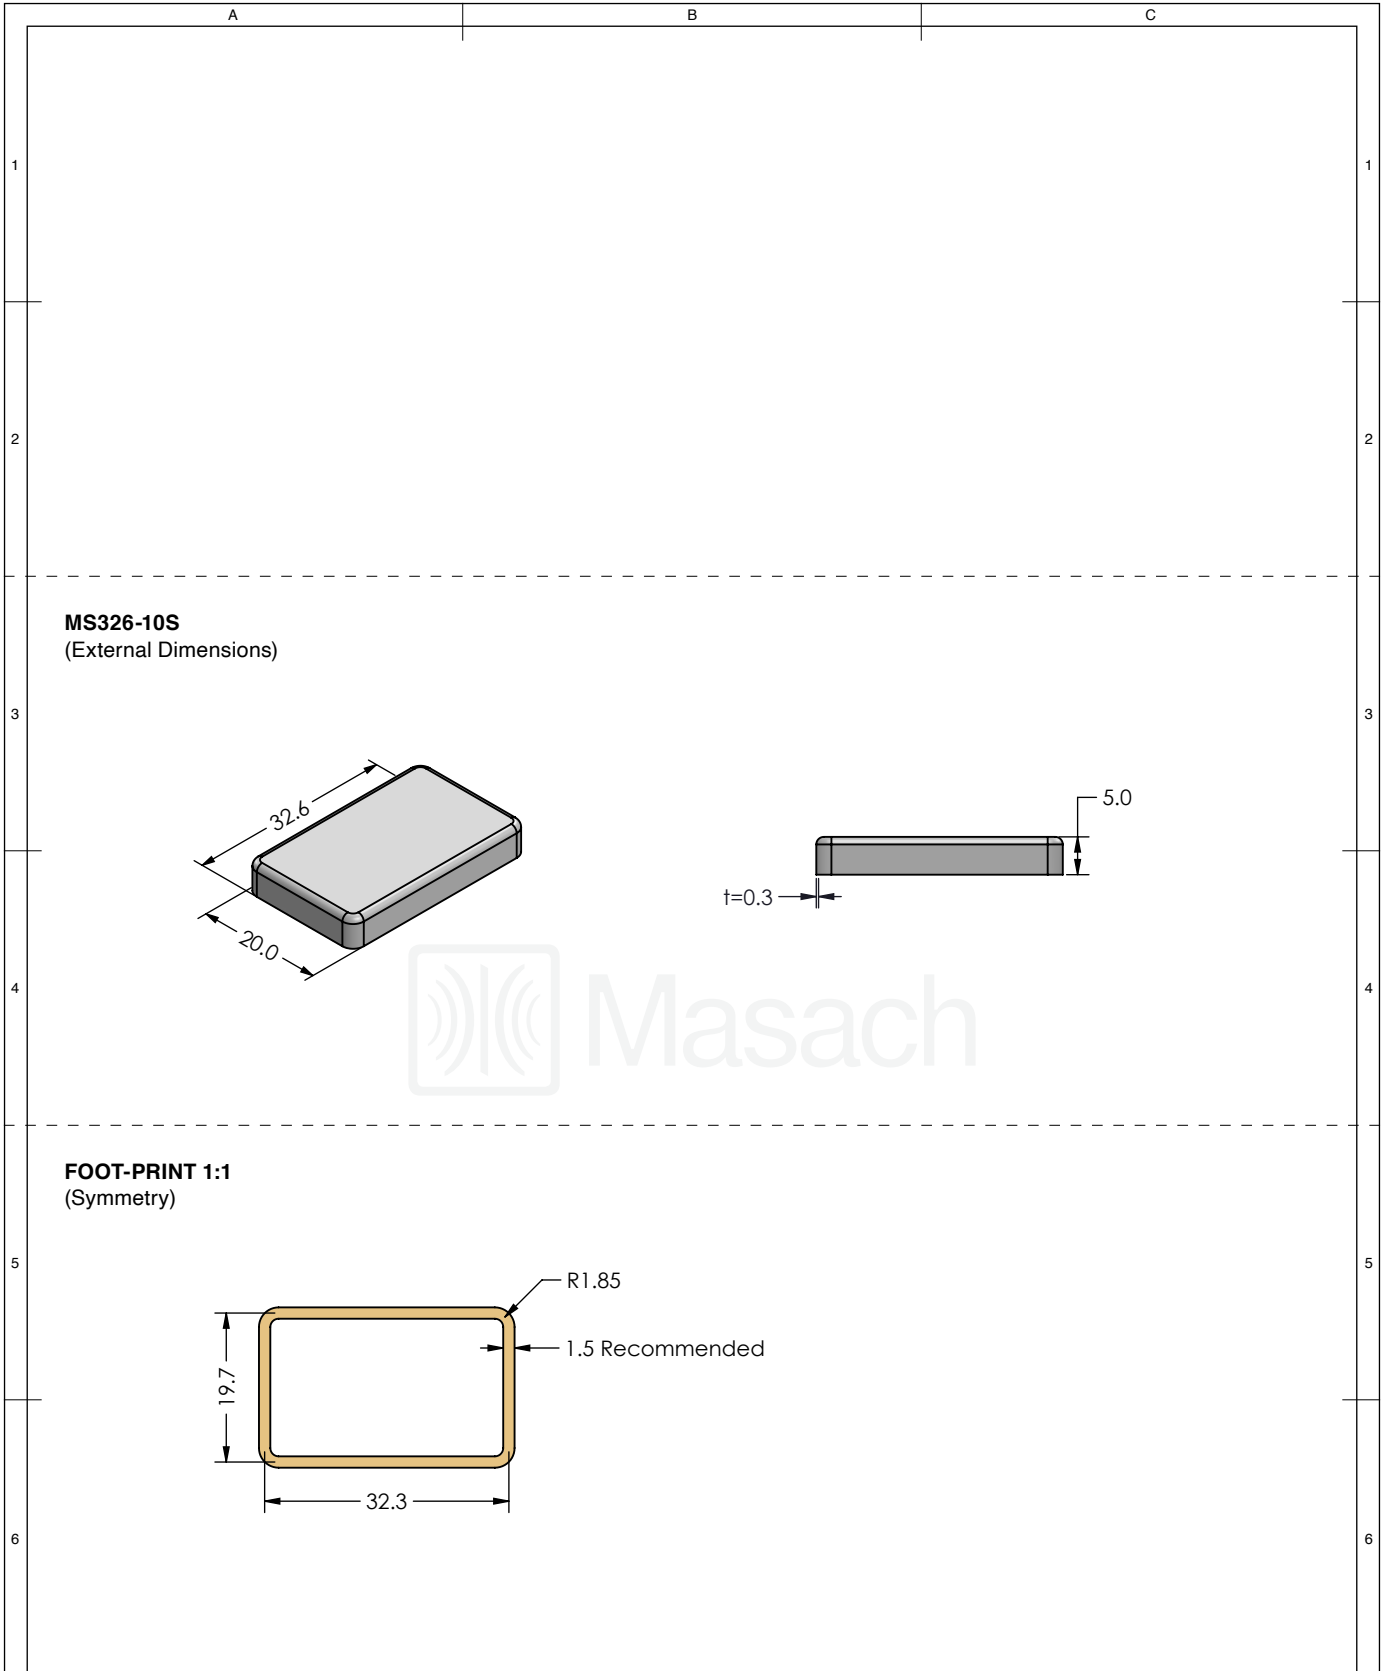 A B C
1 1
2 2
MS326-10S
(External Dimensions)
3 3
32.6
5.0
t=0.3
20.0
4 4
Masach
FOOT-PRINT 1:1
(Symmetry)
5 5
R1.85
1.5 Recommended
19.7
32.3
6 6